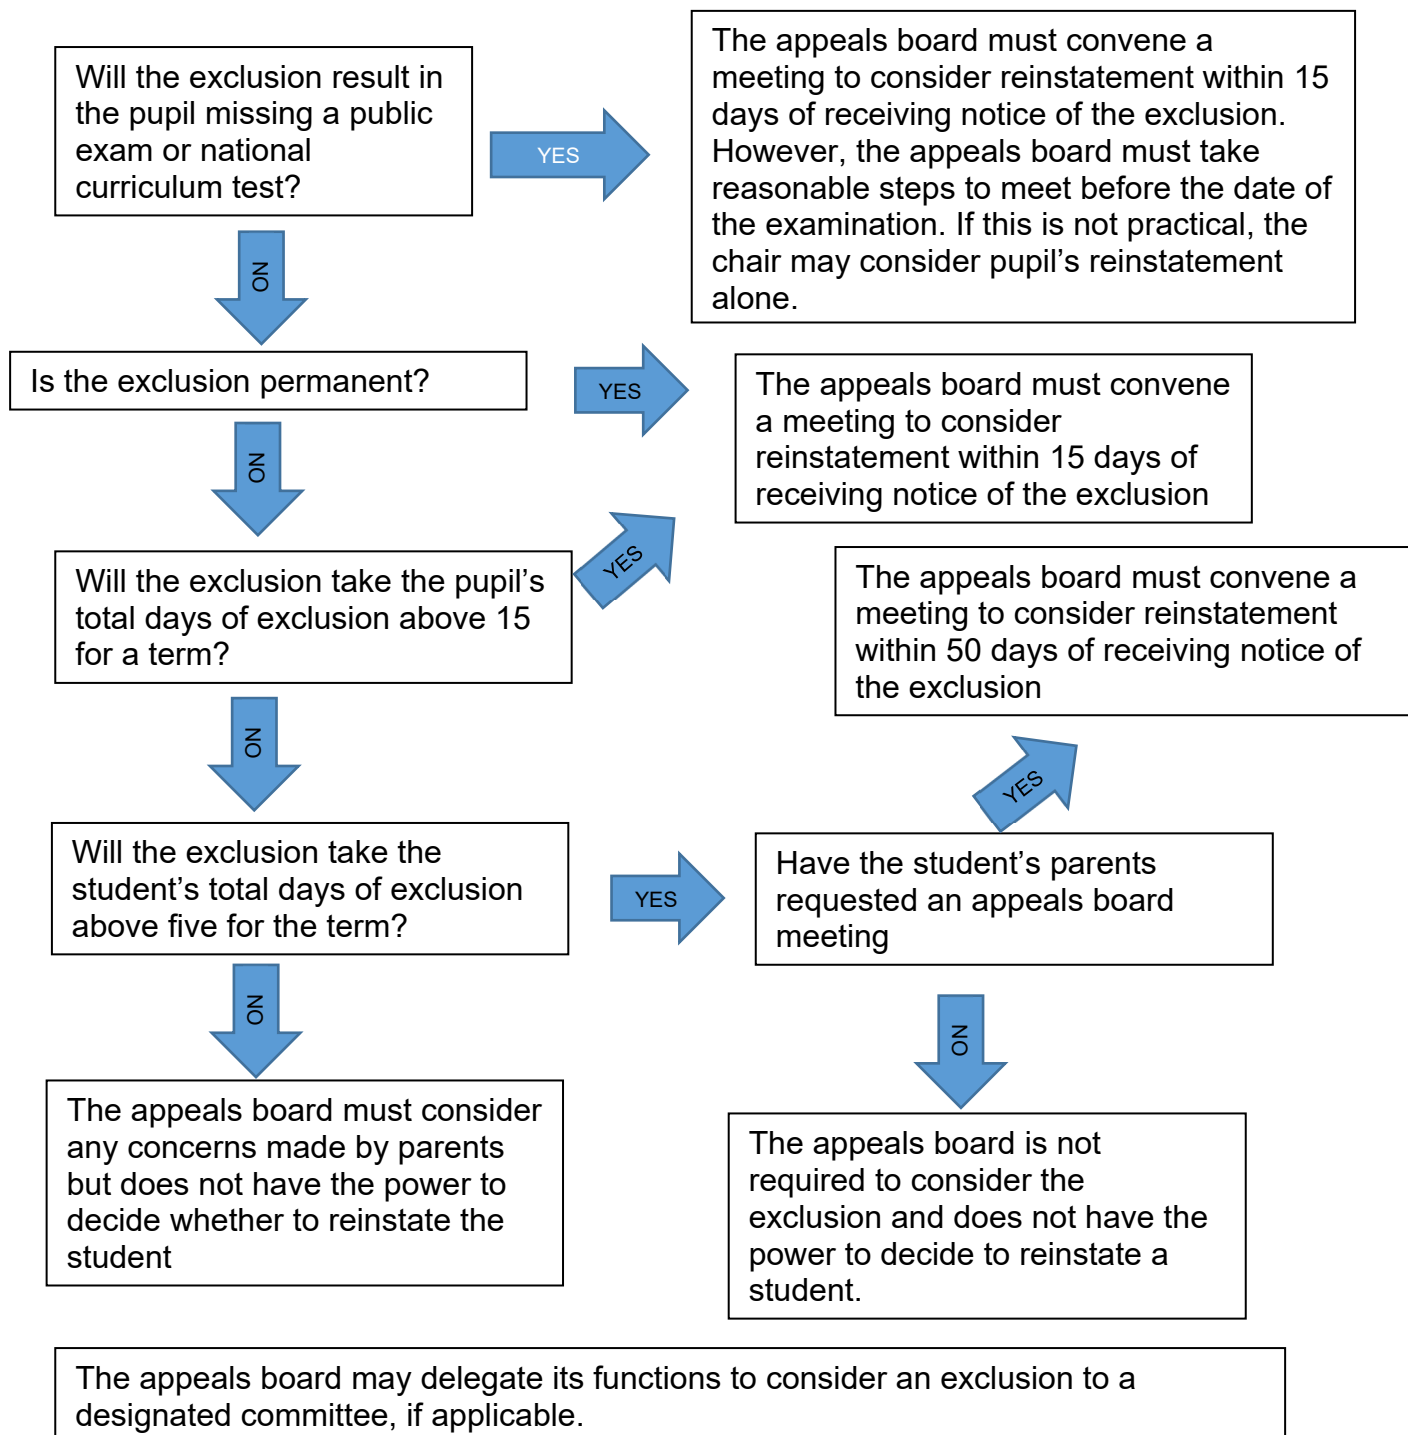 Will the exclusion result in
the pupil missing a public
exam or national
curriculum test?
YES
The appeals board must convene a
meeting to consider reinstatement within 15
days of receiving notice of the exclusion.
However, the appeals board must take
reasonable steps to meet before the date of
the examination. If this is not practical, the
chair may consider pupil’s reinstatement
alone.
NO
Is the exclusion permanent?
YES
The appeals board must convene
a meeting to consider
reinstatement within 15 days of
receiving notice of the exclusion
NO
Will the exclusion take the pupil’s
total days of exclusion above 15
for a term?
YES
The appeals board must convene a
meeting to consider reinstatement
within 50 days of receiving notice of
the exclusion
NO
YES
Will the exclusion take the
student’s total days of exclusion
above five for the term?
YES
Have the student’s parents
requested an appeals board
meeting
NO
NO
The appeals board must consider
any concerns made by parents
but does not have the power to
decide whether to reinstate the
student
The appeals board is not
required to consider the
exclusion and does not have the
power to decide to reinstate a
student.
The appeals board may delegate its functions to consider an exclusion to a
designated committee, if applicable.